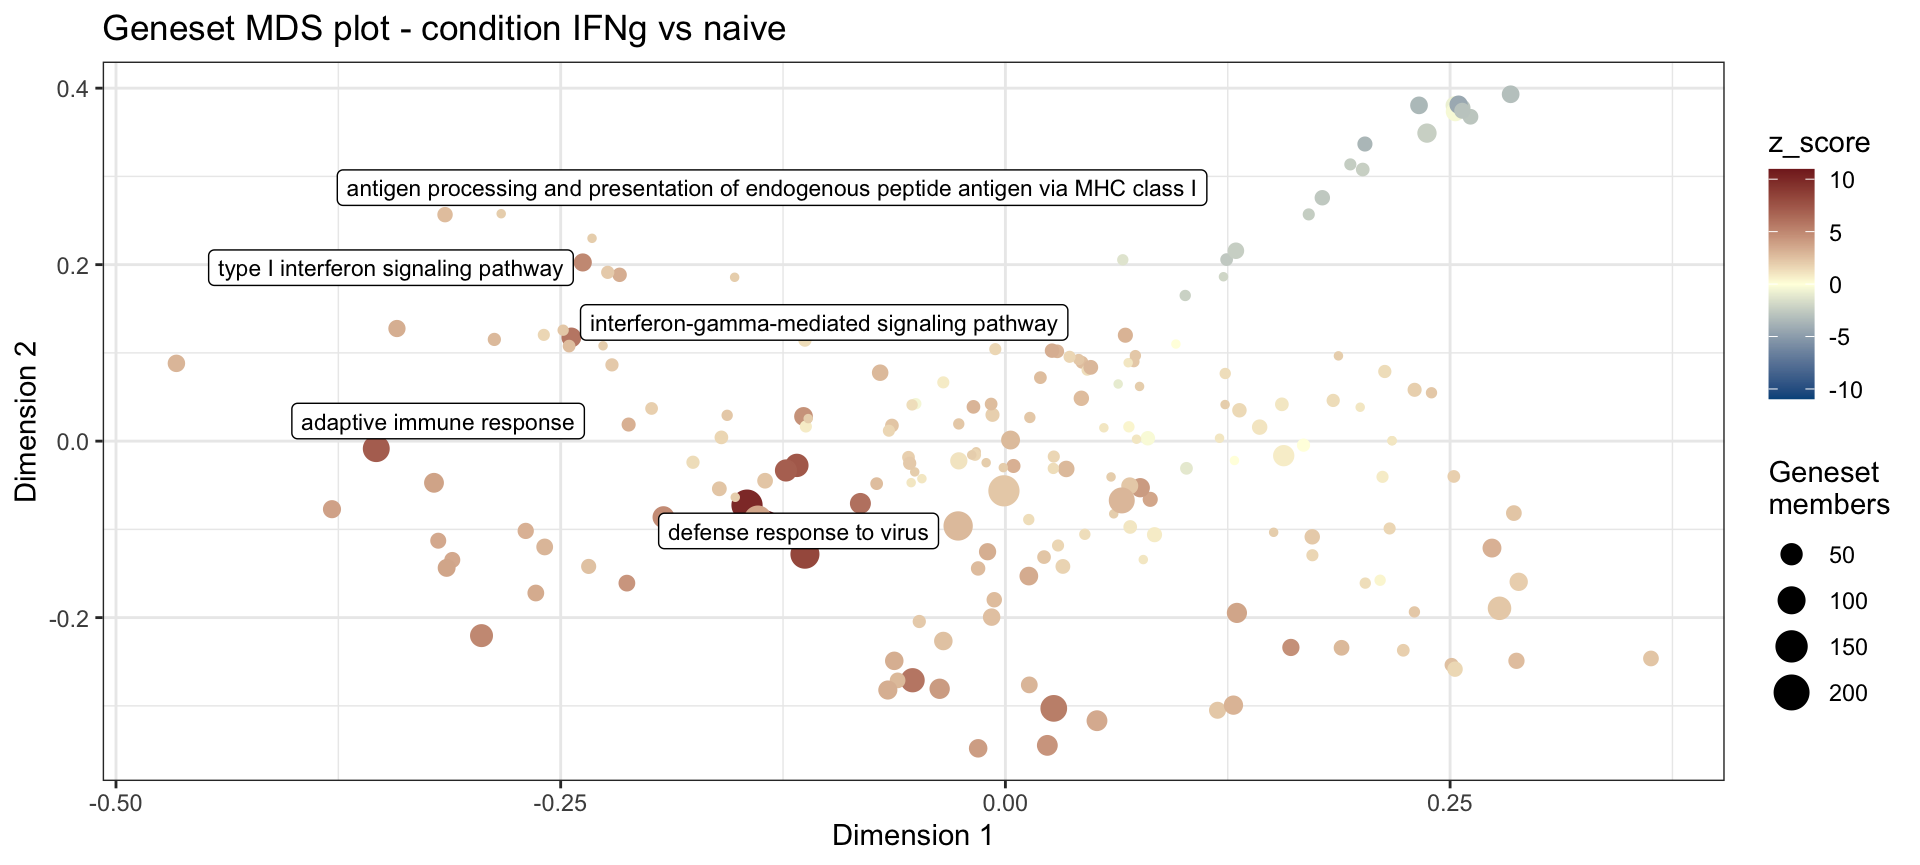 Geneset MDS plot - condition IFNg vs naive
0.4
0.2
0.0
-0.2
Dimension 2
antigen processing and presentation of endogenous peptide antigen via MHC class I
type I interferon signaling pathway
interferon-gamma-mediated signaling pathway
adaptive immune response
defense response to virus
-0.50
-0.25
0.00
0.25
Dimension 1
z_score
10
5
0
-5
-10
Geneset
members
50
100
150
200